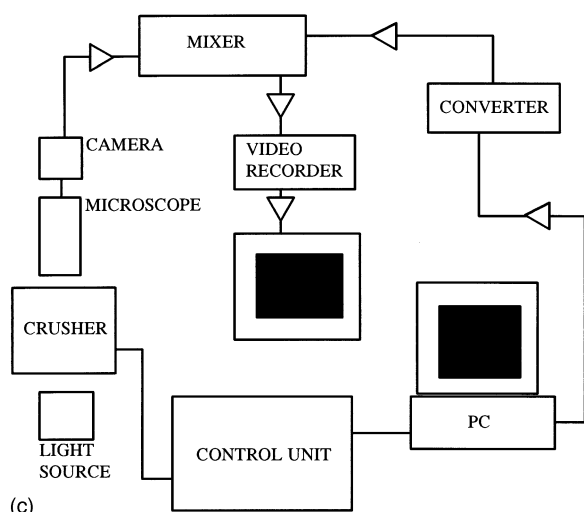 MIXER
CONVERTER
CAMERA
VIDEO
RECORDER
MICROSCOPE
CRUSHER
PC
LIGHT
SOURCE
CONTROL UNIT
(c)